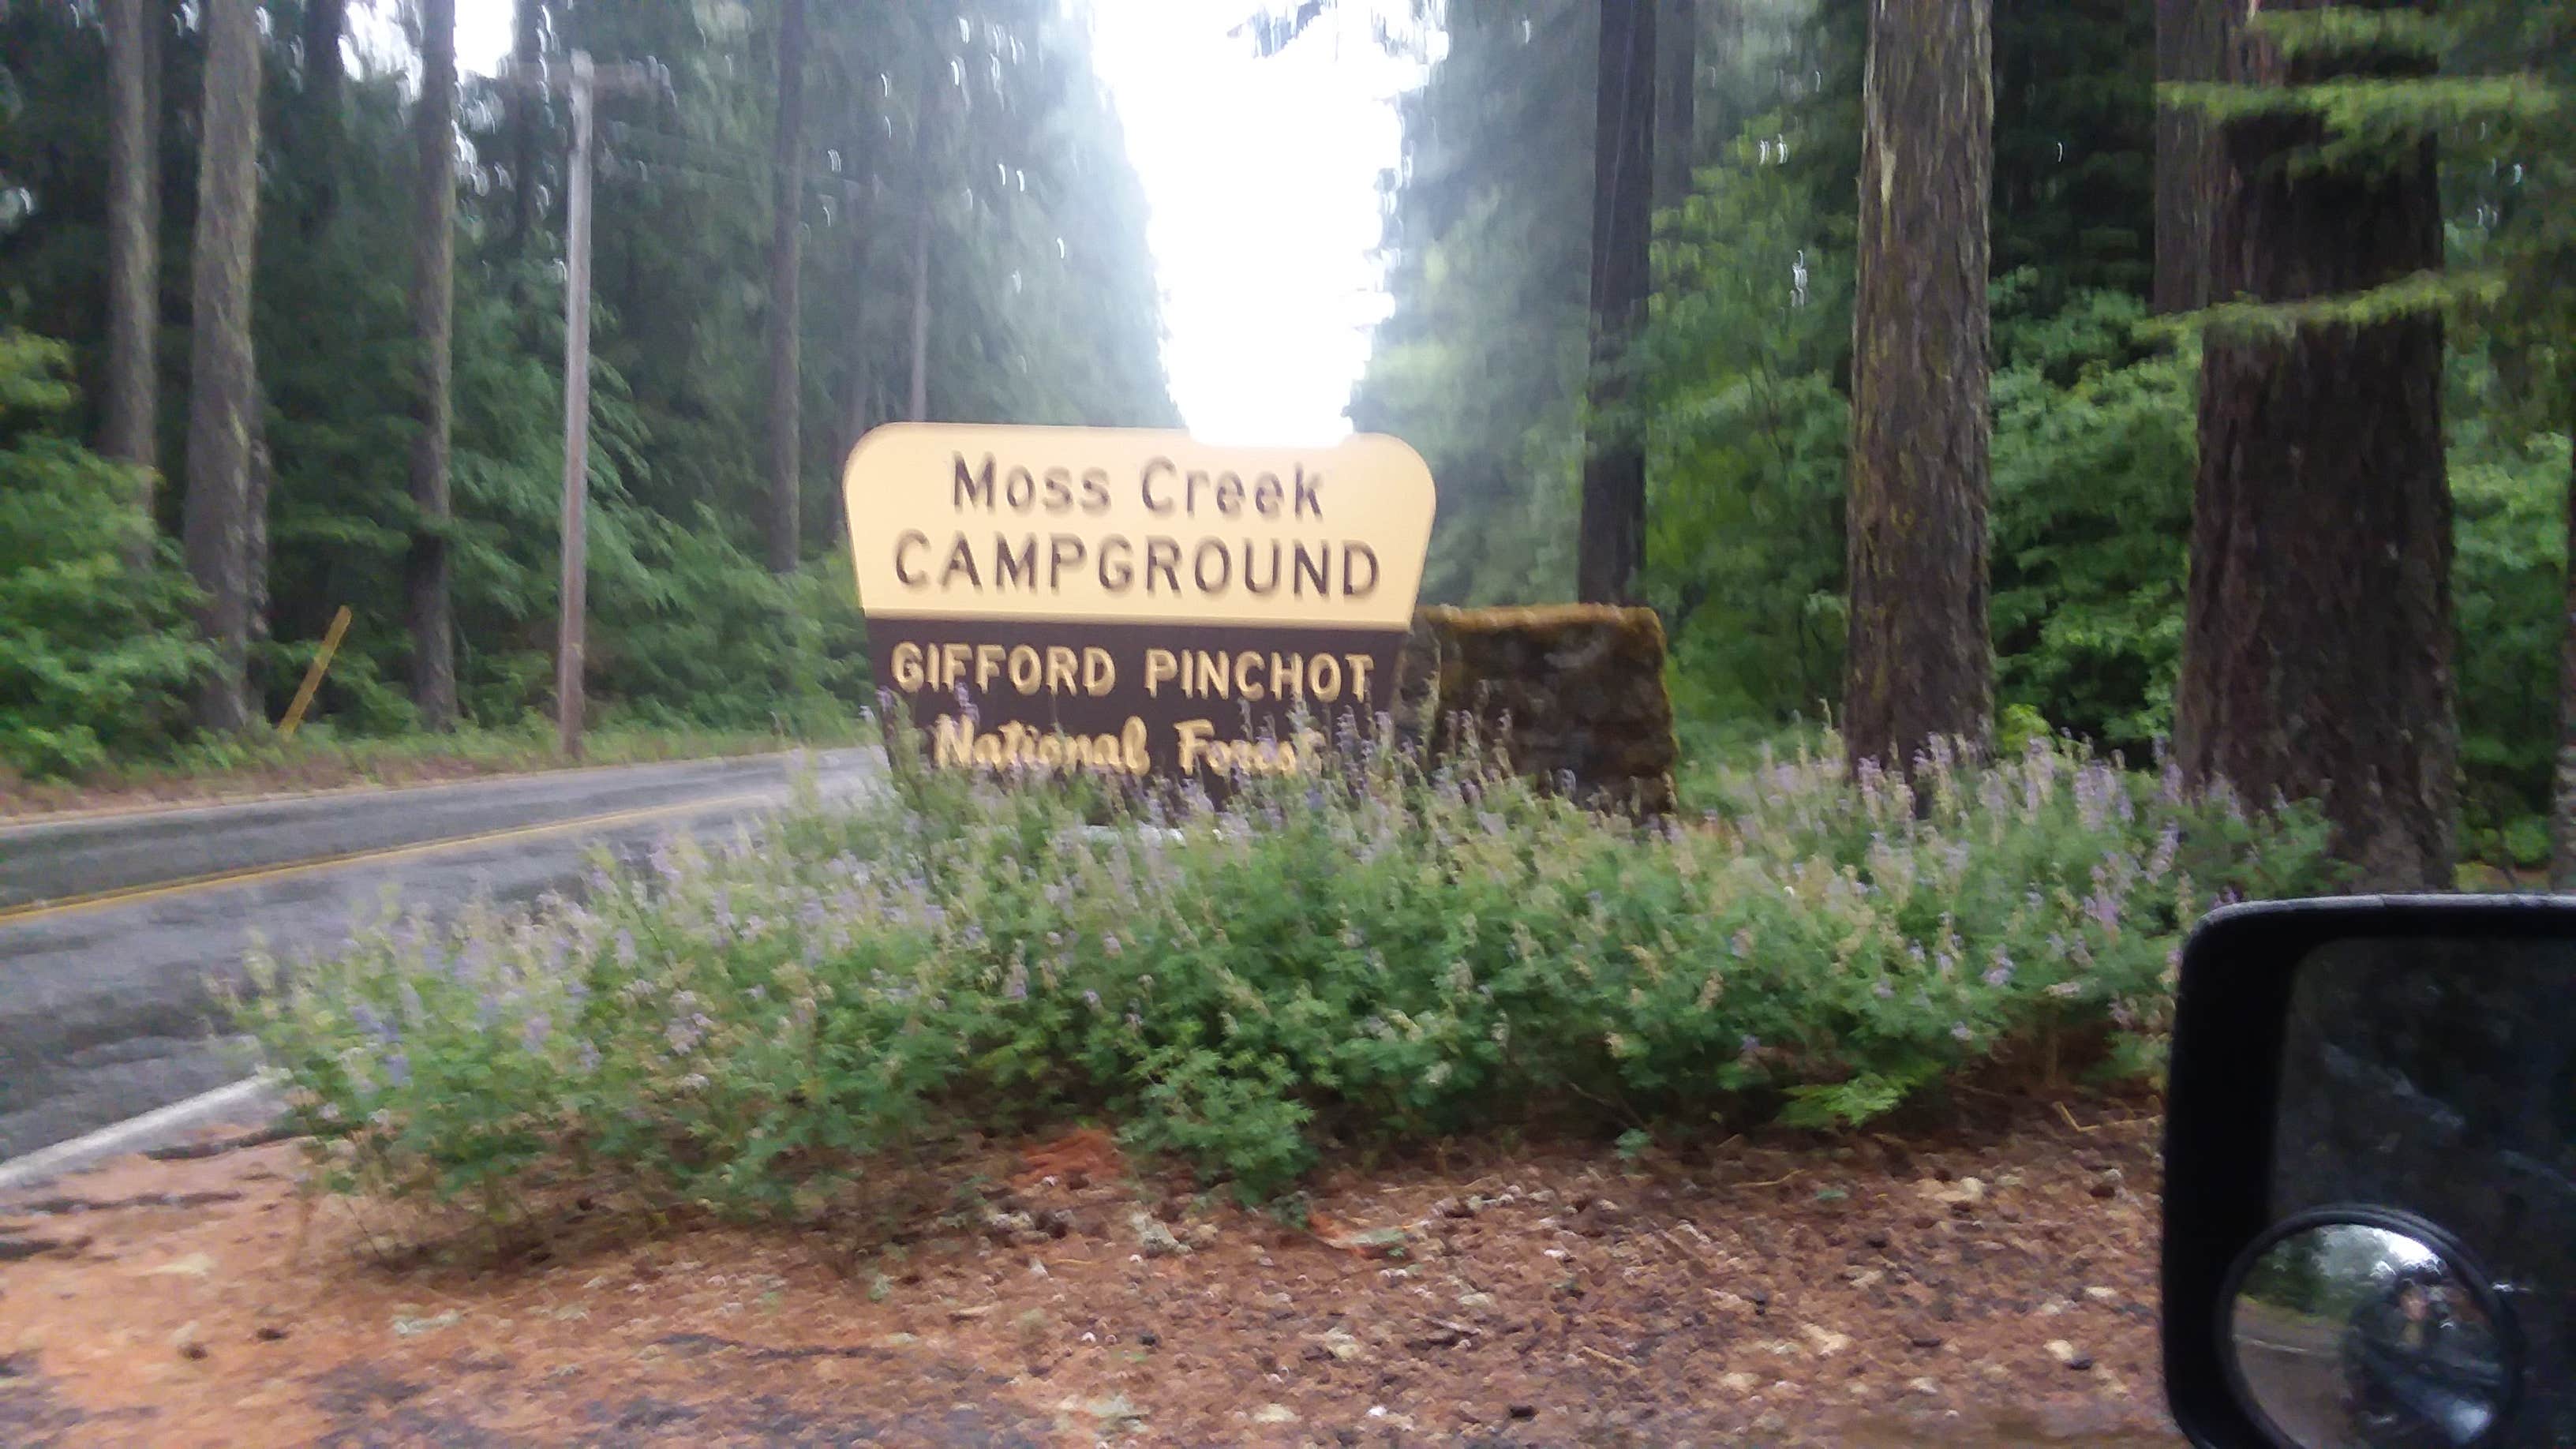 Moss Creek
CAMPGROUND
GIFFORD PINCHOT
National Forest